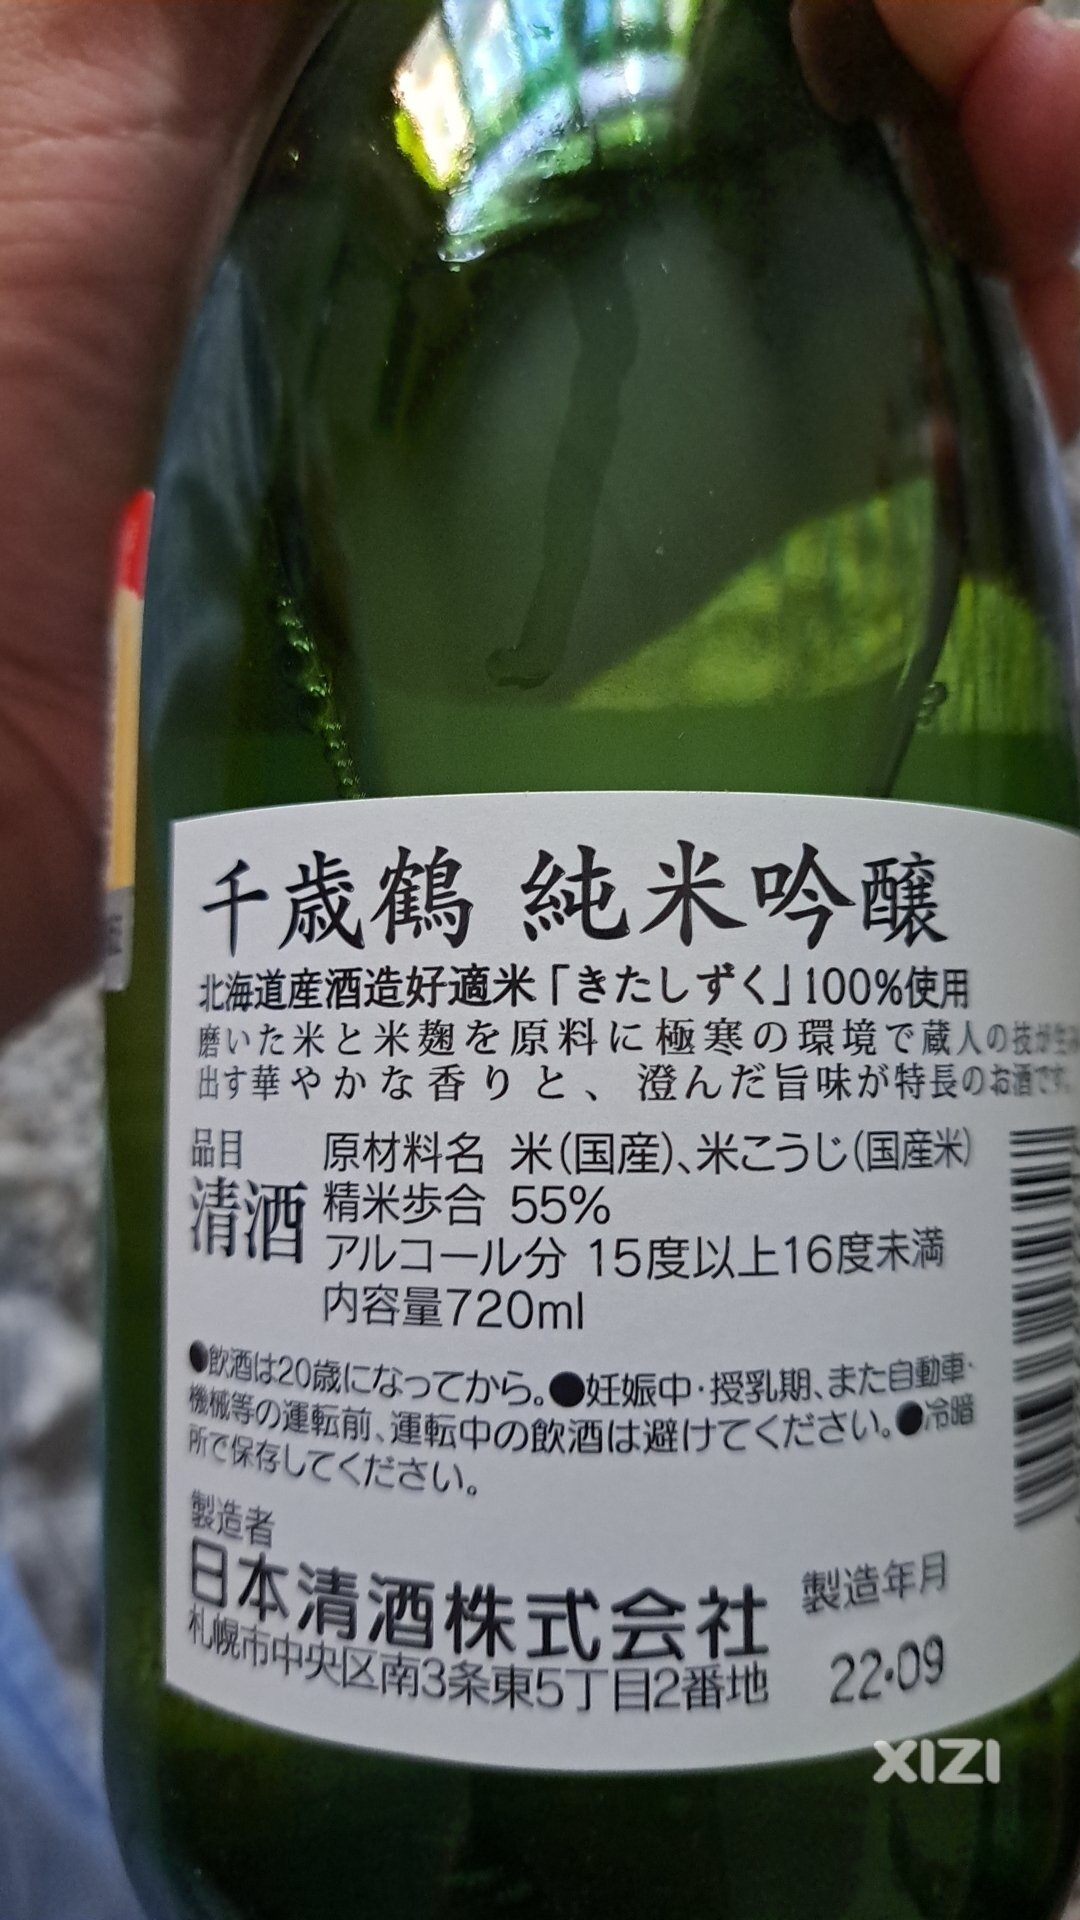 千歳鶴 純米吟醸
北海道産酒造好適米「きたしずく」100%使用
磨いた米と米麹を原料に極寒の環境で蔵人の技が生み
出す華やかな香りと、澄んだ旨味が特長のお酒です。
品目
清酒
原材料名 米(国産)、米こうじ(国産米)
精米歩合 55%
アルコール分 15度以上16度未満
内容量720ml
●飲酒は20歳になってから。●妊娠中・授乳期、また自動車・
機械等の運転前、運転中の飲酒は避けてください。●冷暗
所で保存してください。
製造者
日本清酒株式会社
札幌市中央区南3条東5丁目2番地
製造年月
22・09
XIZI